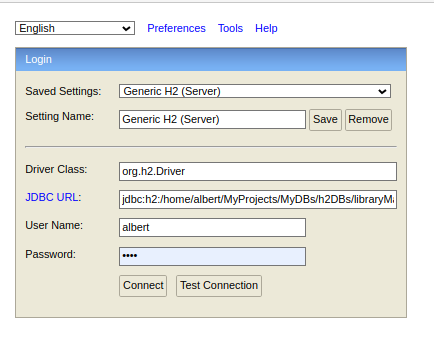 English Preferences Tools Help
Login
Saved Settings: Generic H2 (Server)
Setting Name: Generic H2 (Server) Save Remove
Driver Class: org.h2.Driver
JDBC URL: jdbc:h2:/home/albert/MyProjects/MyDBs/h2DBs/libraryMa
User Name: albert
Password: ••••
Connect Test Connection